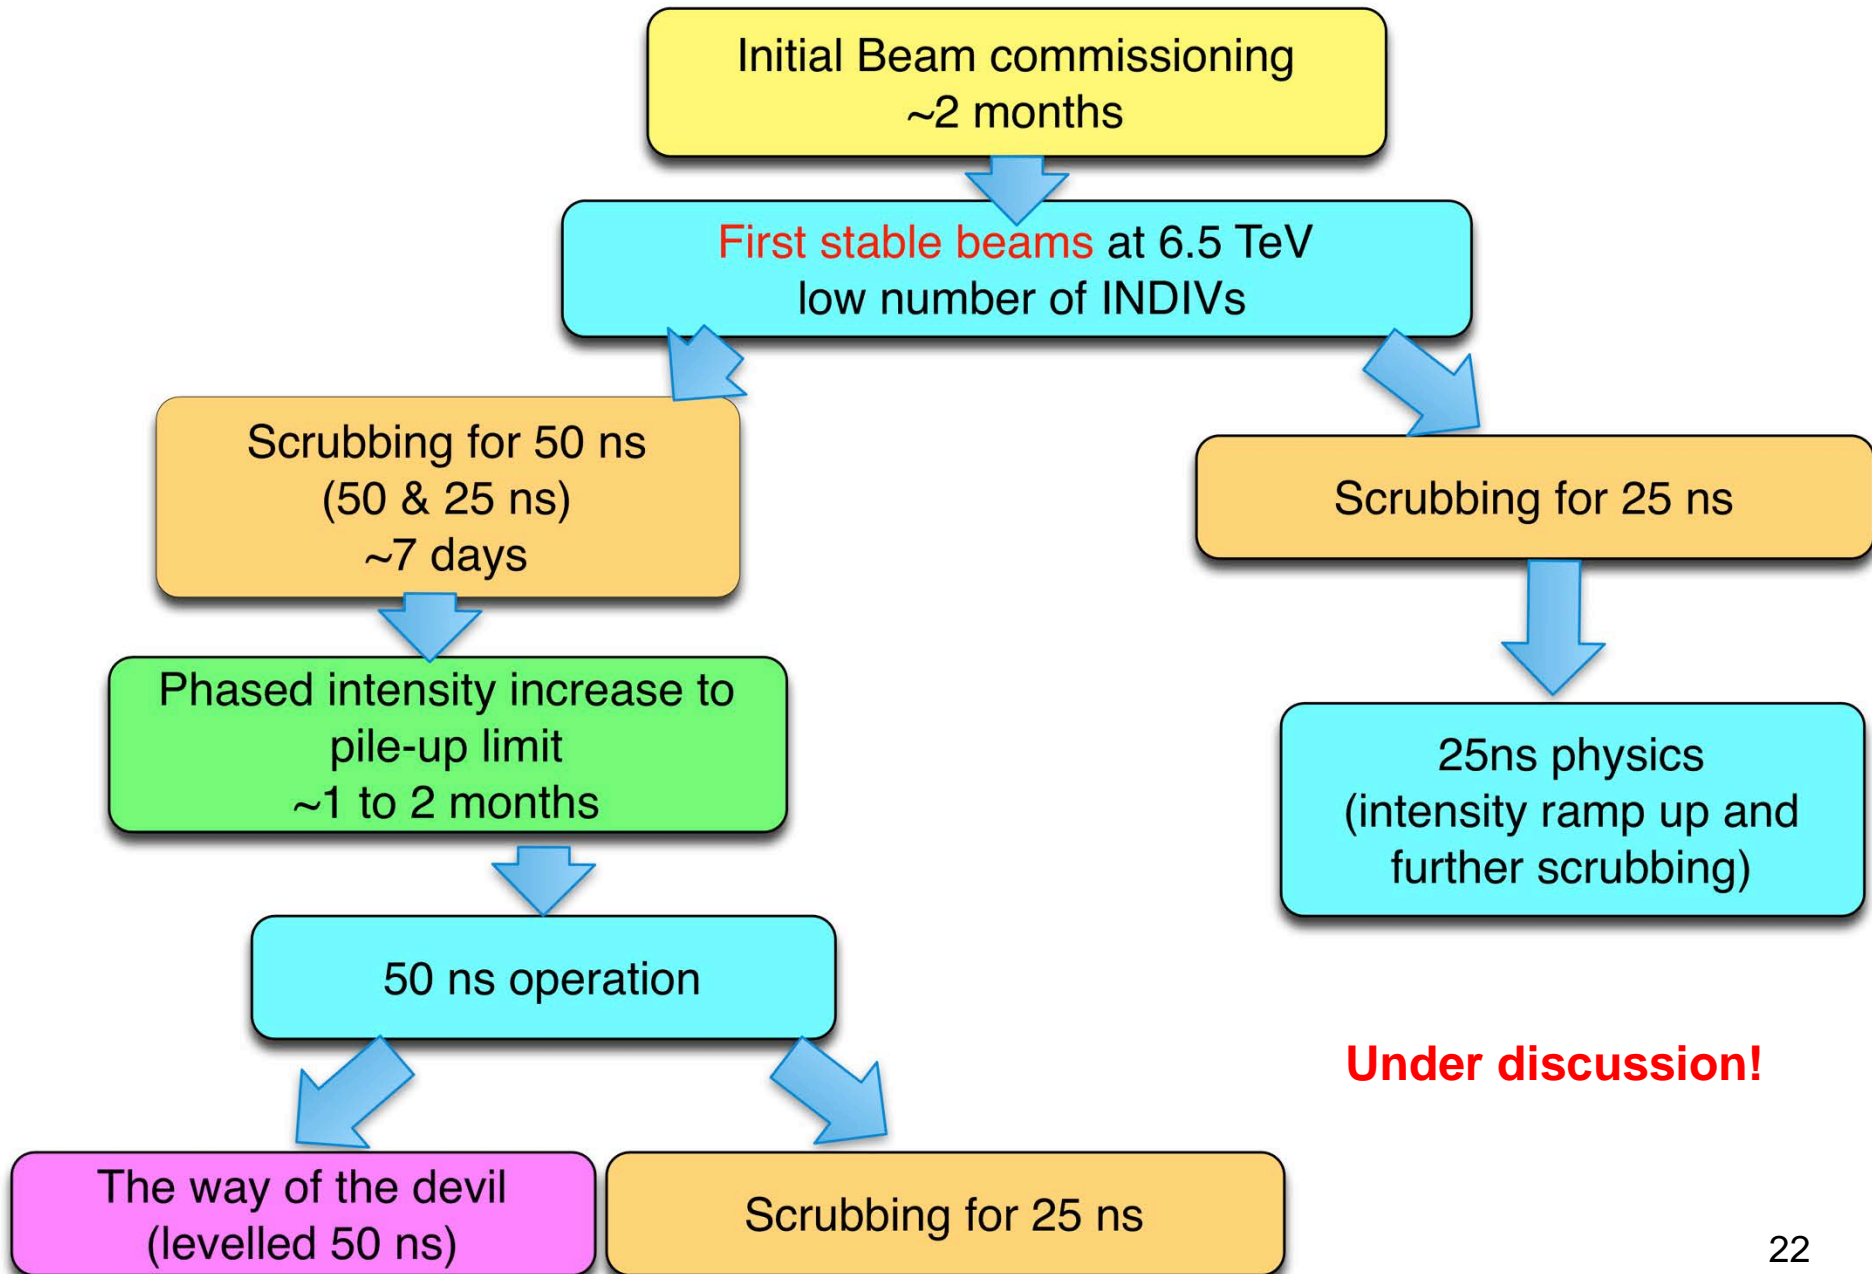 Initial Beam commissioning
~2 months
First stable beams at 6.5 TeV
low number of INDIVs
Scrubbing for 50 ns
(50 & 25 ns)
~7 days
Scrubbing for 25 ns
Phased intensity increase to
pile-up limit
~1 to 2 months
25ns physics
(intensity ramp up and
further scrubbing)
50 ns operation
Under discussion!
The way of the devil
(levelled 50 ns)
Scrubbing for 25 ns
22